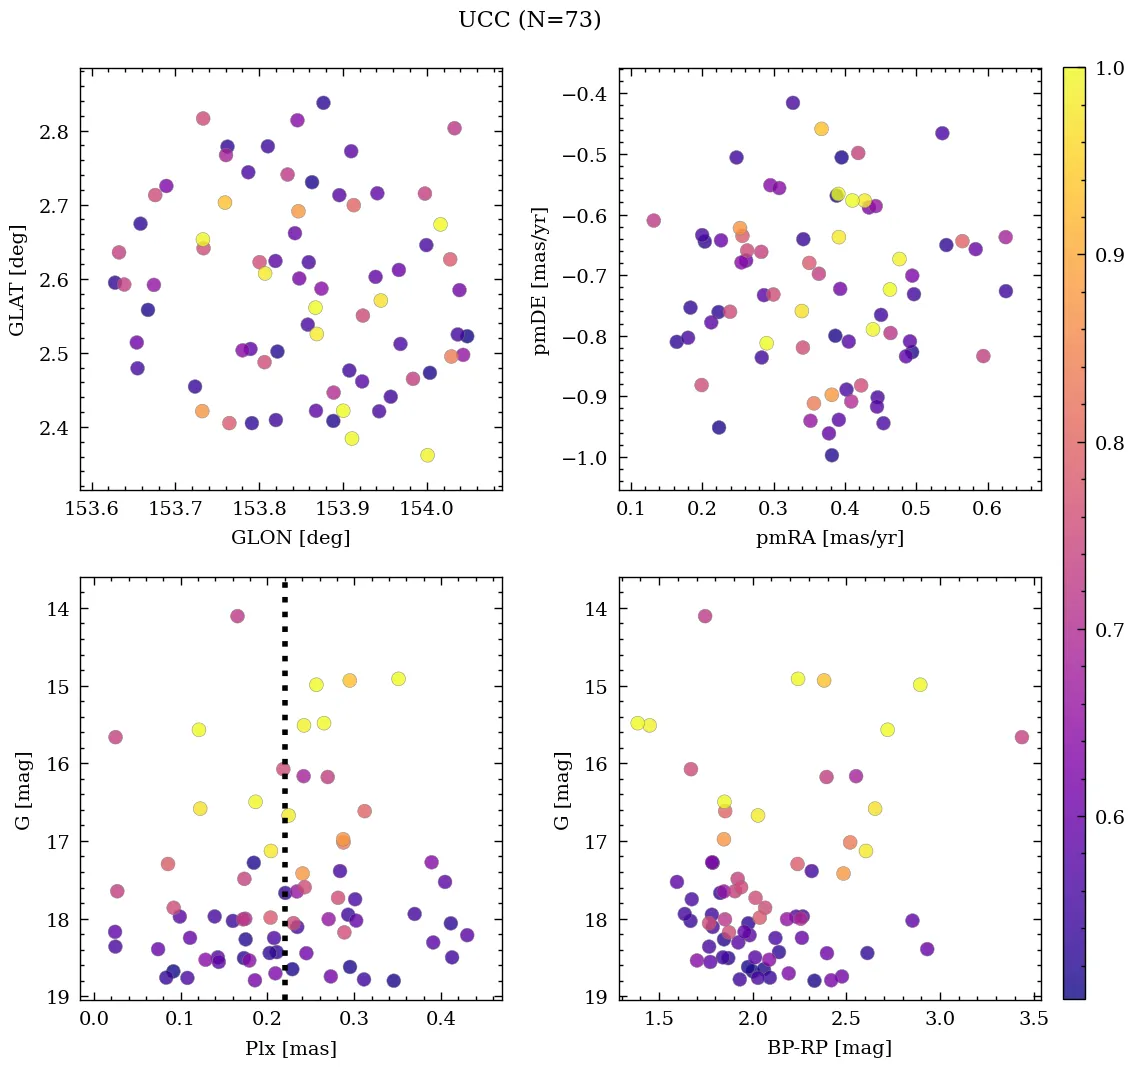 UCC (N=73)
2.8
2.7
2.6
2.5
2.4
GLAT [deg]
153.6 153.7 153.8 153.9 154.0
GLON [deg]
−0.4
−0.5
−0.6
−0.7
−0.8
−0.9
−1.0
pmDE [mas/yr]
0.1 0.2 0.3 0.4 0.5 0.6
pmRA [mas/yr]
1.0
0.9
0.8
0.7
0.6
14
15
16
17
18
19
G [mag]
0.0 0.1 0.2 0.3 0.4
Plx [mas]
14
15
16
17
18
19
G [mag]
1.5 2.0 2.5 3.0 3.5
BP-RP [mag]